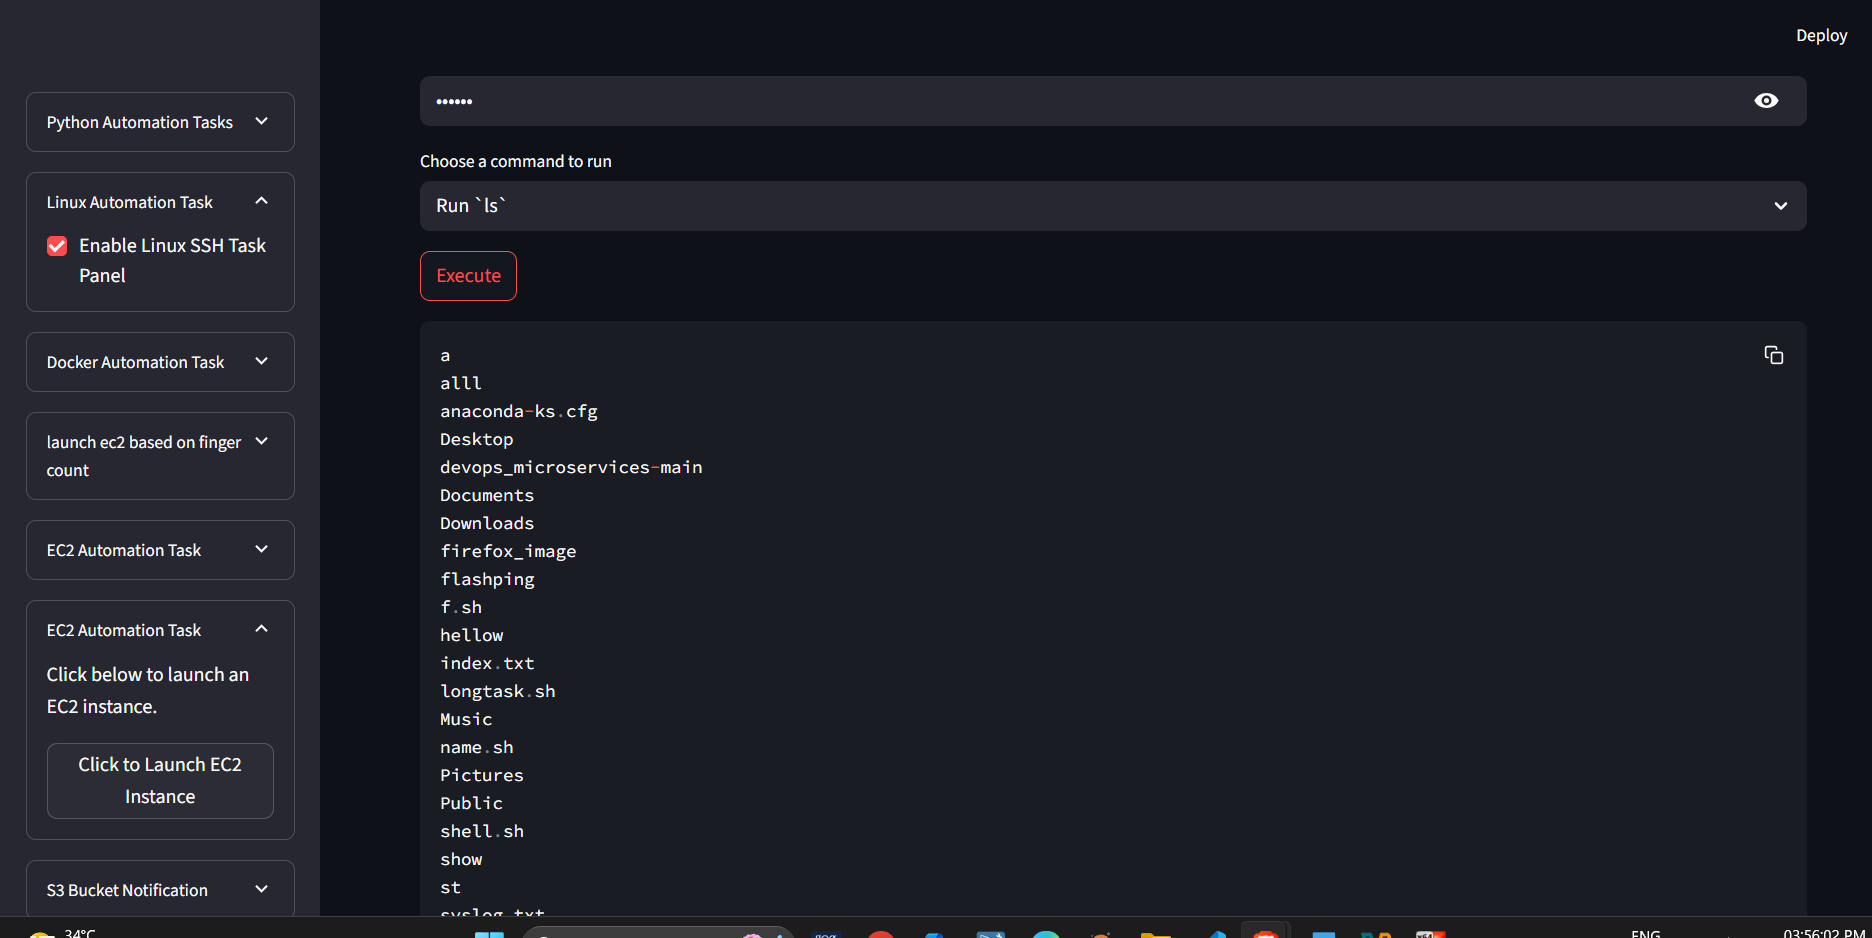 Deploy
Python Automation Tasks
Linux Automation Task
Enable Linux SSH Task
Panel
Docker Automation Task
launch ec2 based on finger
count
EC2 Automation Task
EC2 Automation Task
Click below to launch an
EC2 instance.
Click to Launch EC2
Instance
S3 Bucket Notification
••••••
Choose a command to run
Run `ls`
Execute
a
alll
anaconda-ks.cfg
Desktop
devops_microservices-main
Documents
Downloads
firefox_image
flashping
f.sh
hellow
index.txt
longtask.sh
Music
name.sh
Pictures
Public
shell.sh
show
st
syslog.txt
34°C
ENG
03:56:02 PM